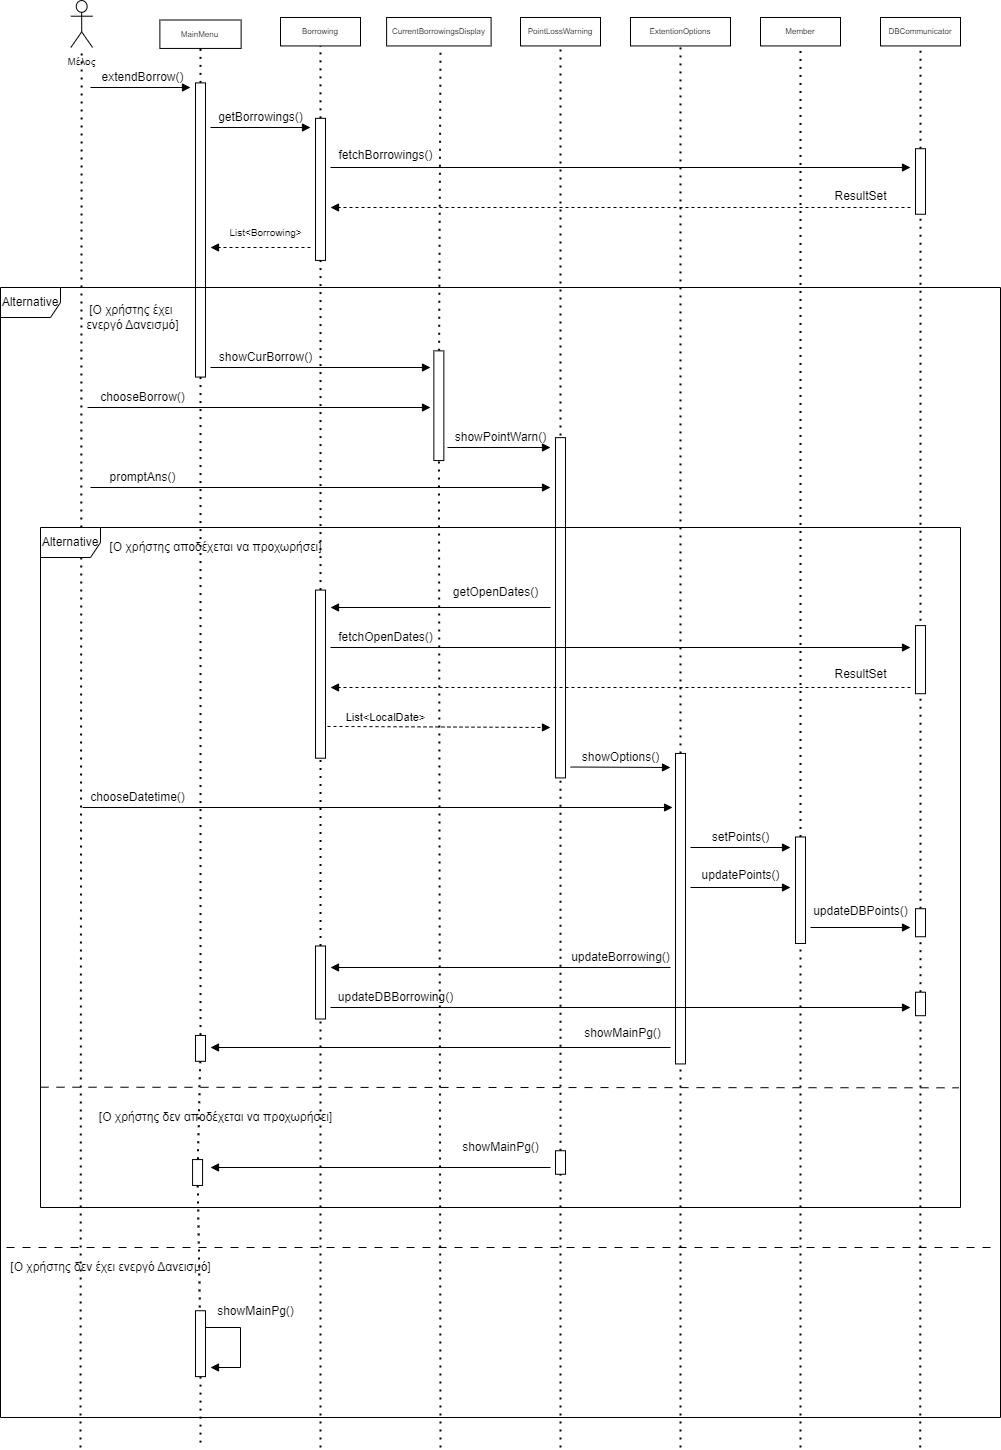 Μέλος
MainMenu
Borrowing
CurrentBorrowingsDisplay
PointLossWarning
ExtentionOptions
Member
DBCommunicator
extendBorrow()
getBorrowings()
fetchBorrowings()
ResultSet
List<Borrowing>
Alternative
[Ο χρήστης έχει
ενεργό Δανεισμό]
showCurBorrow()
chooseBorrow()
showPointWarn()
promptAns()
Alternative
[Ο χρήστης αποδέχεται να προχωρήσει]
getOpenDates()
fetchOpenDates()
ResultSet
List<LocalDate>
showOptions()
chooseDatetime()
setPoints()
updatePoints()
updateDBPoints()
updateBorrowing()
updateDBBorrowing()
showMainPg()
[Ο χρήστης δεν αποδέχεται να προχωρήσει]
showMainPg()
[Ο χρήστης δεν έχει ενεργό Δανεισμό]
showMainPg()